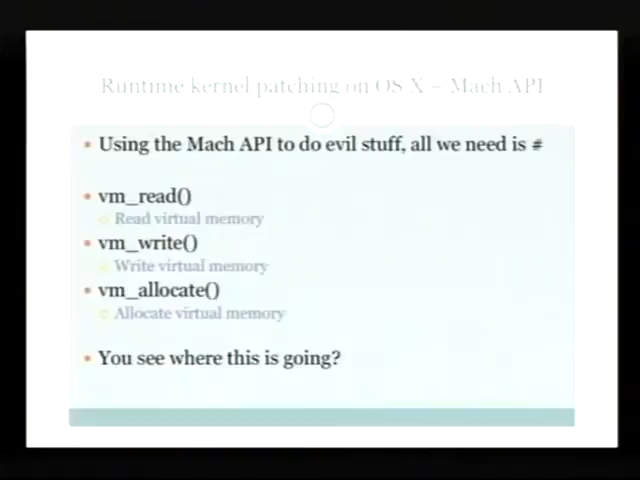 Runtime kernel patching on OS X – Mach API
Using the Mach API to do evil stuff, all we need is #
vm_read()
Read virtual memory
vm_write()
Write virtual memory
vm_allocate()
Allocate virtual memory
You see where this is going?